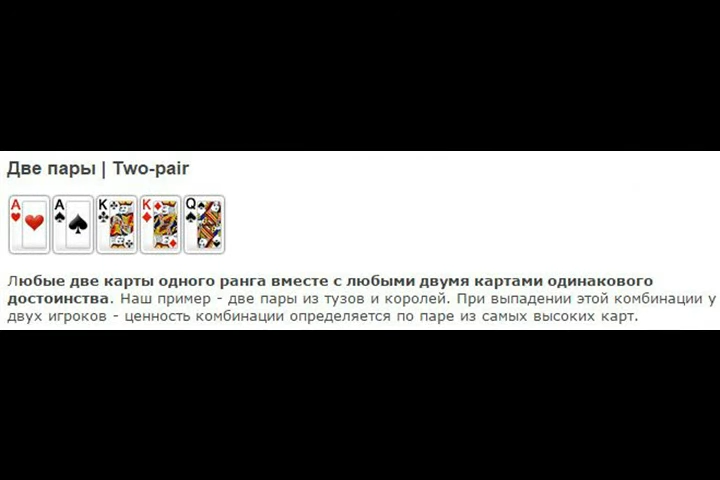 Две пары | Two-pair
A A K K Q
Любые две карты одного ранга вместе с любыми двумя картами одинакового
достоинства. Наш пример - две пары из тузов и королей. При выпадении этой комбинации у
двух игроков - ценность комбинации определяется по паре из самых высоких карт.